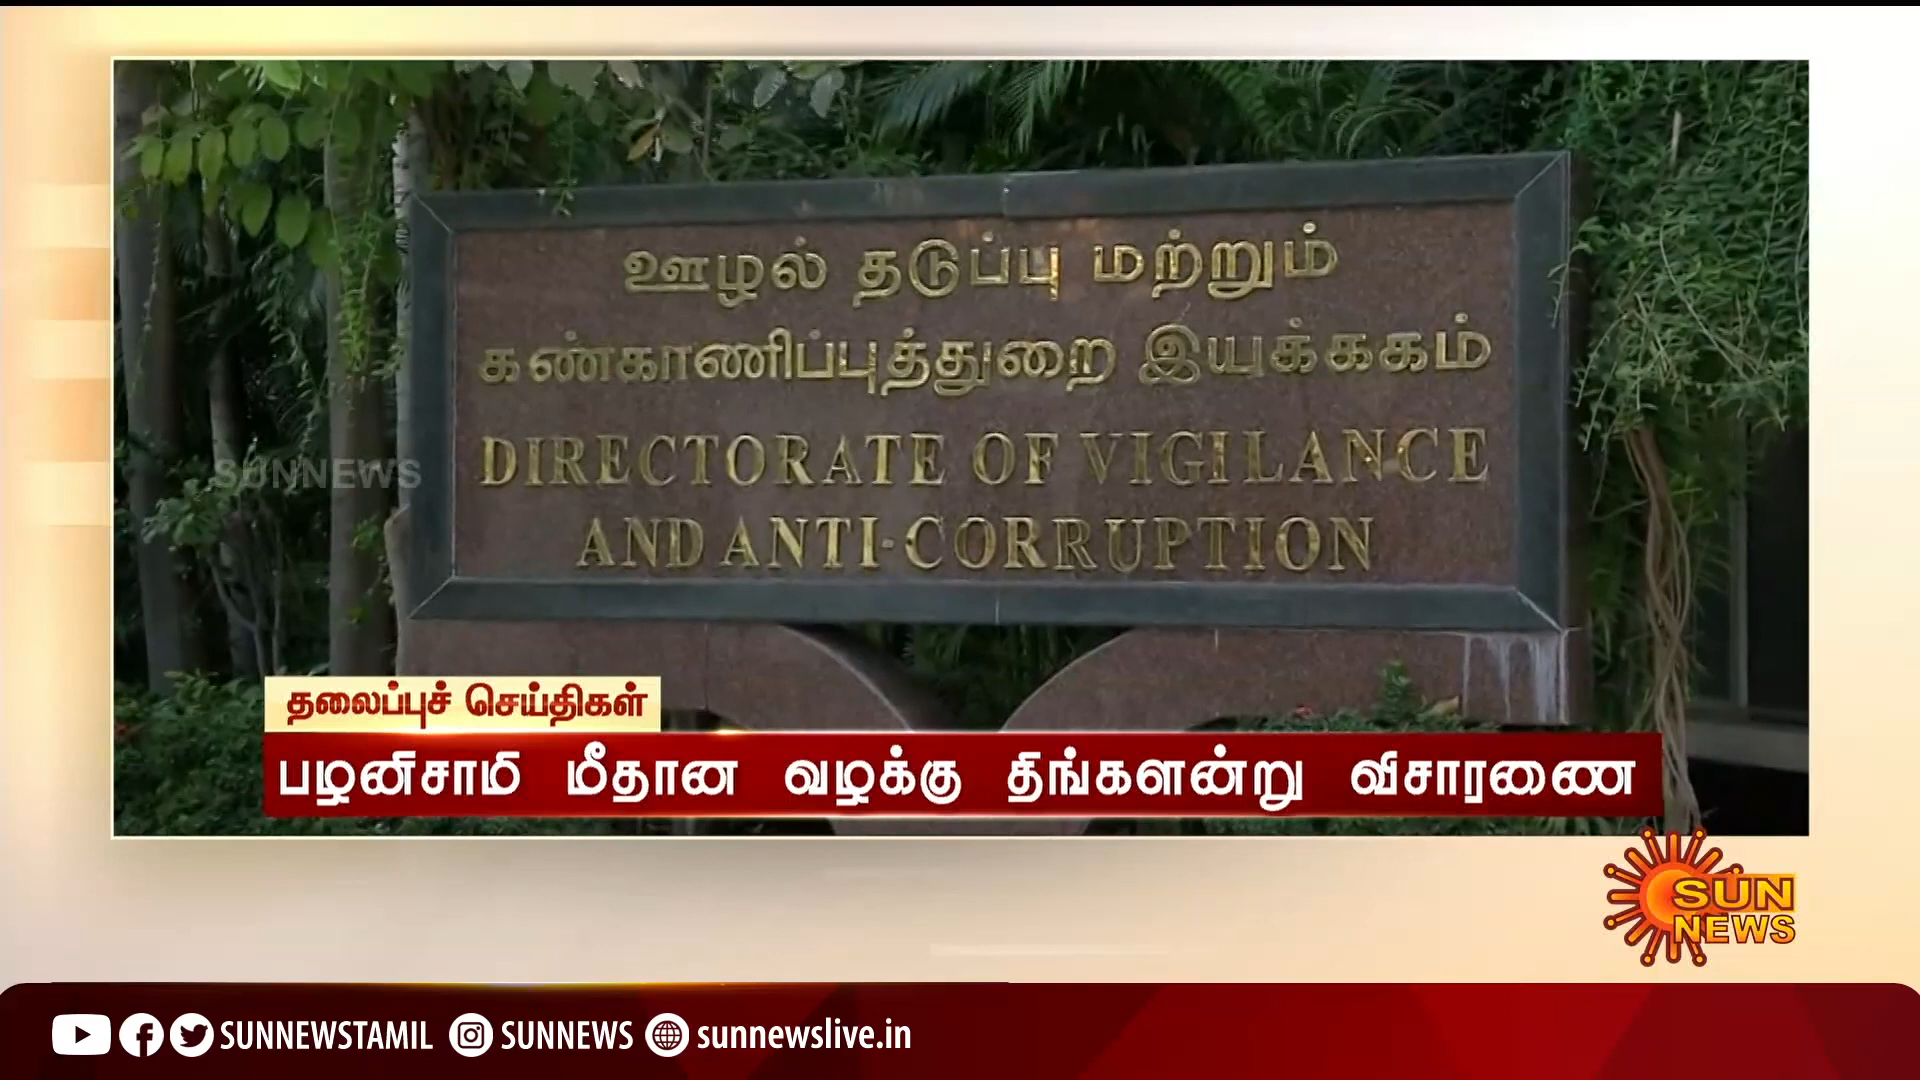 ஊழல் தடுப்பு மற்றும்
கண்காணிப்புத்துறை இயக்ககம்
DIRECTORATE OF VIGILANCE
AND ANTI-CORRUPTION
SUNNEWS
தலைப்புச் செய்திகள்
பழனிசாமி மீதான வழக்கு திங்களன்று விசாரணை
SUN
NEWS
SUNNEWSTAMIL SUNNEWS sunnewslive.in